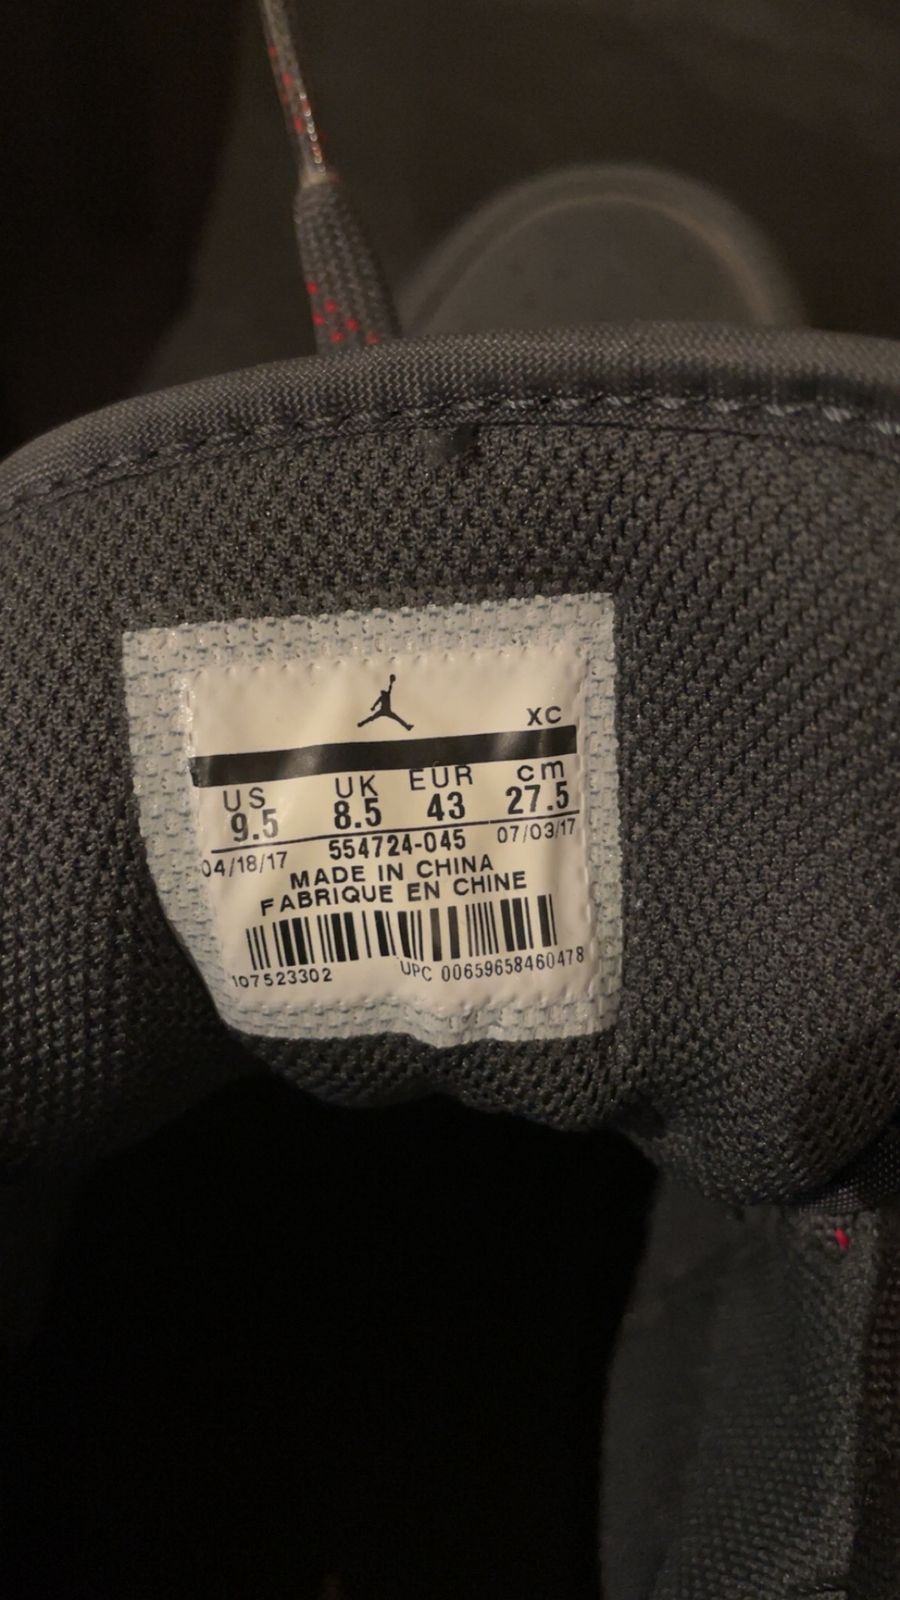 XC
US UK EUR cm
9.5 8.5 43 27.5
04/18/17 554724-045 07/03/17
MADE IN CHINA
FABRIQUE EN CHINE
107523302 UPC 00659658460478